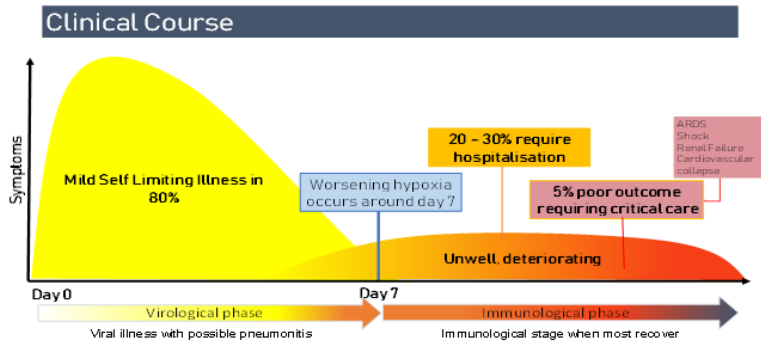 Clinical Course
Symptoms
Mild Self Limiting Illness in
80%
Worsening hypoxia
occurs around day 7
20 - 30% require
hospitalisation
ARDS
Shock
Renal Failure
Cardiovascular
collapse
5% poor outcome
requiring critical care
Unwell, deteriorating
Day 0
Day 7
Virological phase
Immunological phase
Viral illness with possible pneumonitis
Immunological stage when most recover